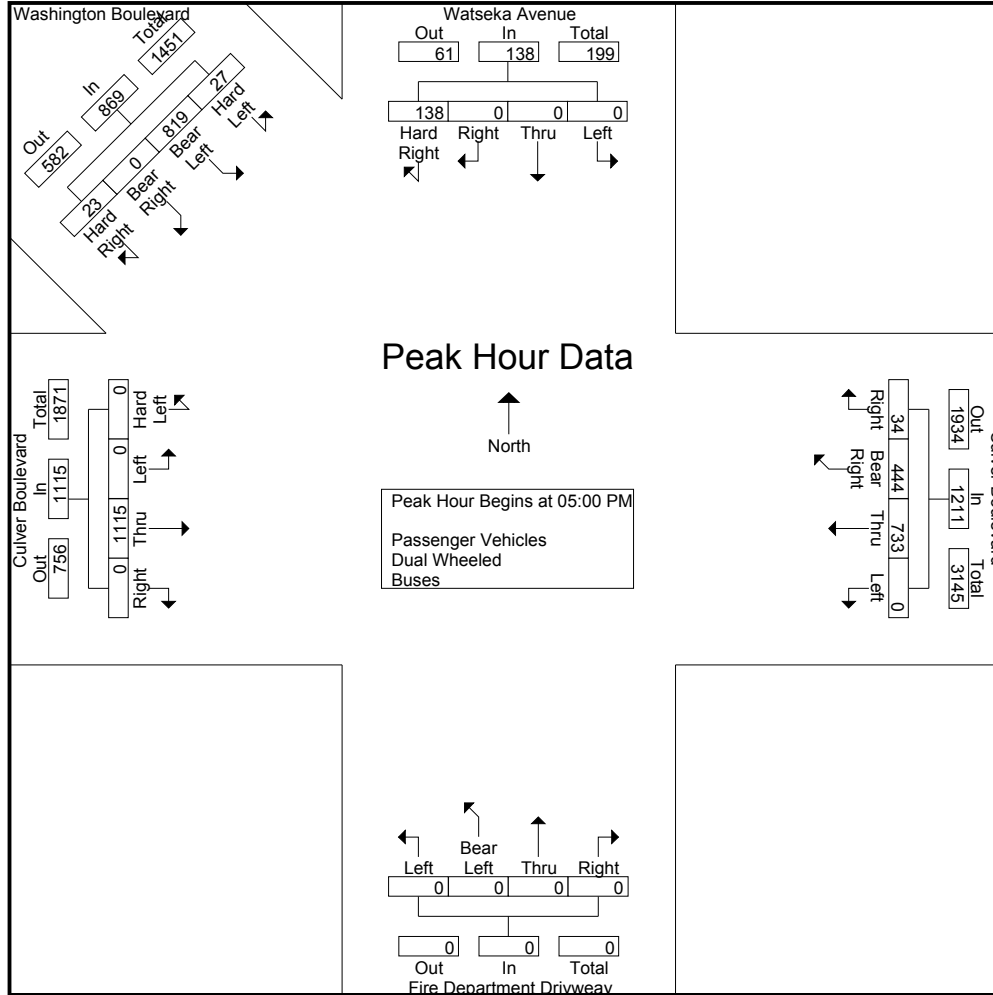 Washington Boulevard
Total
1451
In
869
Out
582
27
Hard
Left
819
Bear
Left
0
Bear
Right
23
Hard
Right
Watseka Avenue
Out In Total
61 138 199
138 0 0 0
Hard
Right
Right Thru Left
Peak Hour Data
North
Peak Hour Begins at 05:00 PM
Passenger Vehicles
Dual Wheeled
Buses
Culver Boulevard
Total
1871
In
1115
Out
756
0
Hard
Left
0
Left
1115
Thru
0
Right
Right
34
Bear
Right
444
Thru
733
Left
0
Out
1934
In
1211
Total
3145
Left
Bear
Left
Thru Right
0 0 0 0
0 0 0
Out In Total
Fire Department Driveway